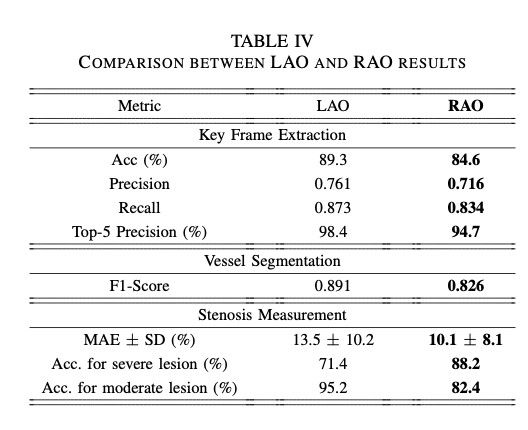 TABLE IV
COMPARISON BETWEEN LAO AND RAO RESULTS
Metric LAO RAO
Key Frame Extraction
Acc (%) 89.3 84.6
Precision 0.761 0.716
Recall 0.873 0.834
Top-5 Precision (%) 98.4 94.7
Vessel Segmentation
F1-Score 0.891 0.826
Stenosis Measurement
MAE ± SD (%) 13.5 ± 10.2 10.1 ± 8.1
Acc. for severe lesion (%) 71.4 88.2
Acc. for moderate lesion (%) 95.2 82.4